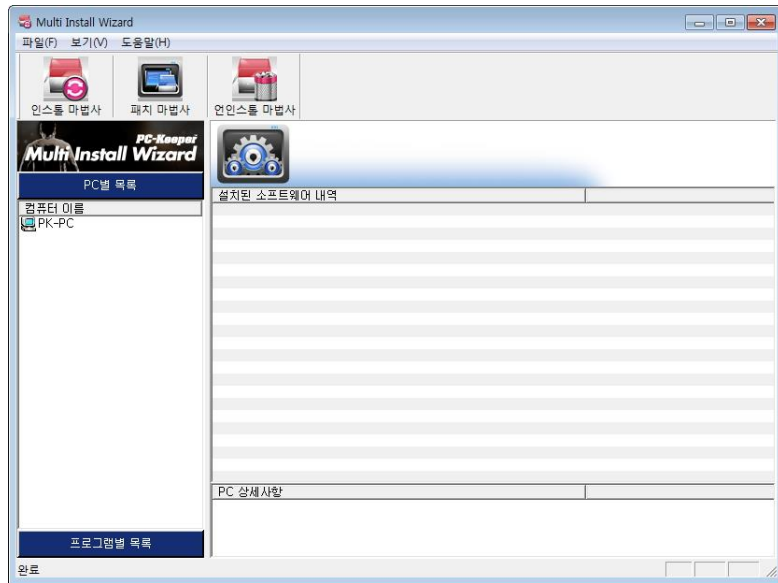 Multi Install Wizard
파일(F) 보기(V) 도움말(H)
인스톨 마법사 패치 마법사 언인스톨 마법사
PC-Keeper
Multi Install Wizard
PC별 목록
컴퓨터 이름
PK-PC
설치된 소프트웨어 내역
PC 상세사항
프로그램별 목록
완료